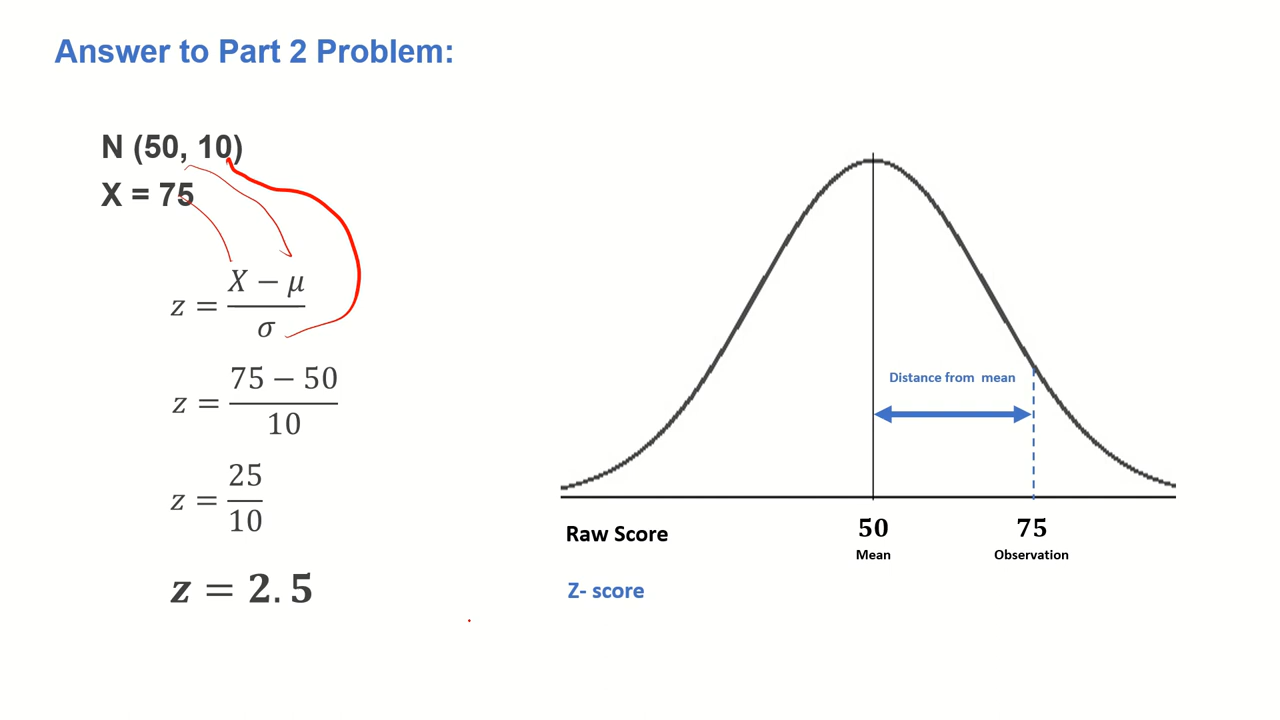 Answer to Part 2 Problem:
N (50, 10)
X = 75
z = (X − μ)/σ
z = (75 − 50)/10
z = 25/10
z = 2.5
Distance from mean
Raw Score
50
75
Mean
Observation
Z- score